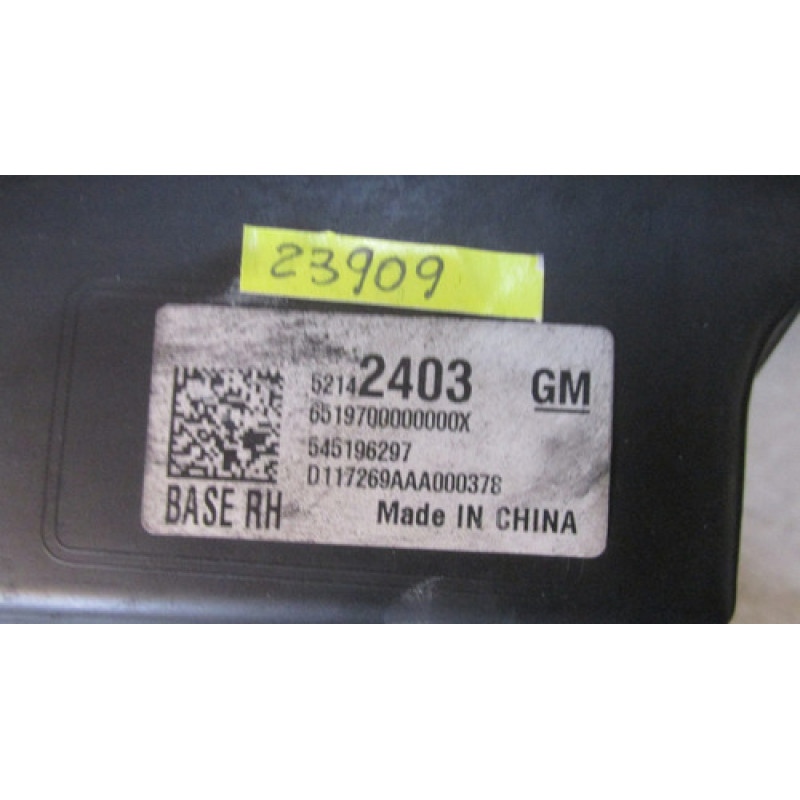 23909
52142403 GM
6519700000000X
545196297
D117269AAA000378
BASE RH
Made IN CHINA